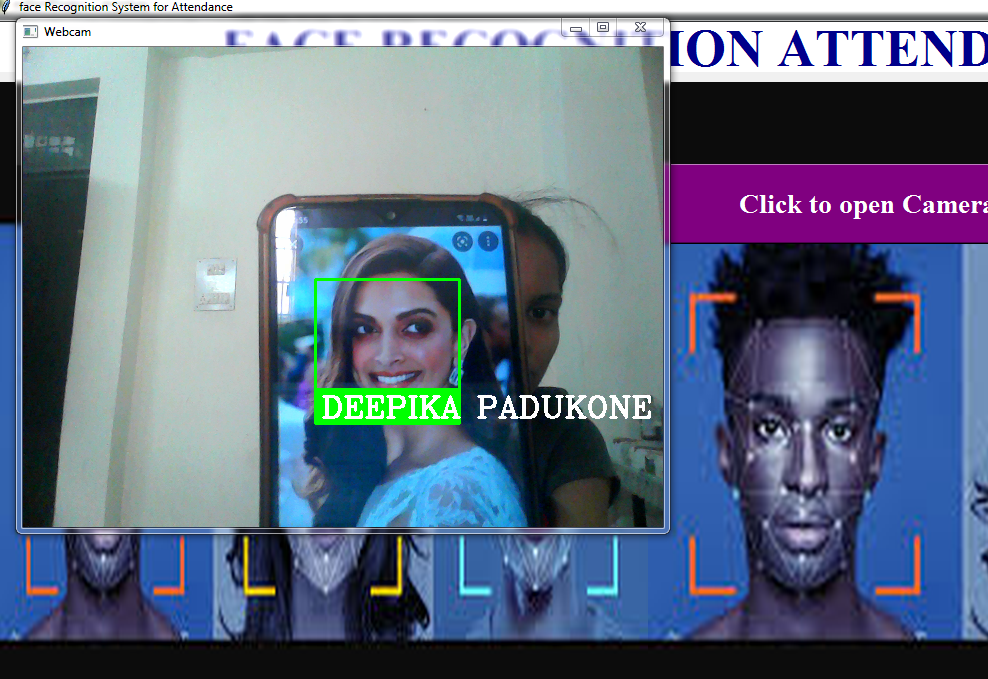 face Recognition System for Attendance
Webcam
FACE RECOGNITION ATTEND
Click to open Camera
DEEPIKA PADUKONE